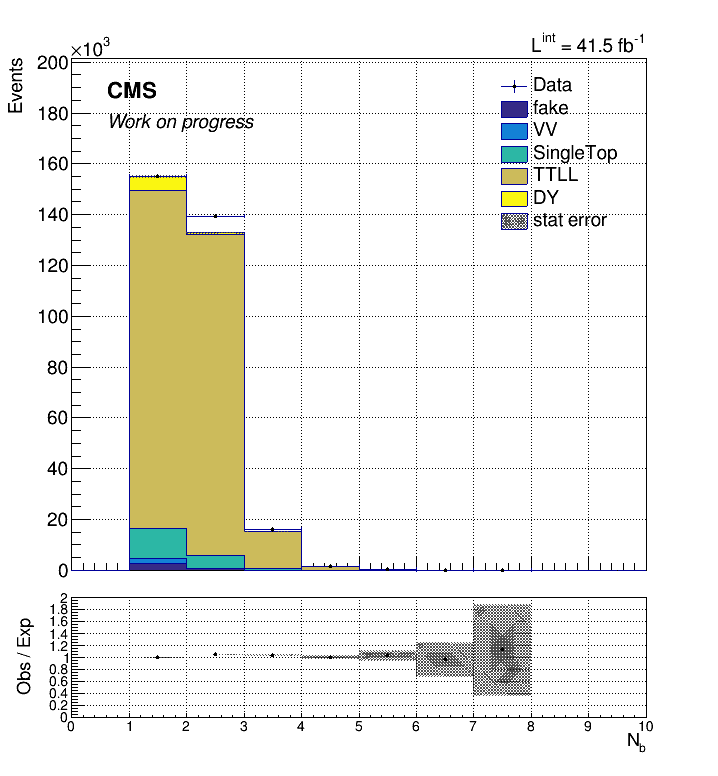 ×10³
L^int = 41.5 fb⁻¹
Events
200
180
160
140
120
100
80
60
40
20
0
CMS
Work on progress
Data
fake
VV
SingleTop
TTLL
DY
stat error
Obs / Exp
2
1.8
1.6
1.4
1.2
1
0.8
0.6
0.4
0.2
0
0 1 2 3 4 5 6 7 8 9 10
N_b